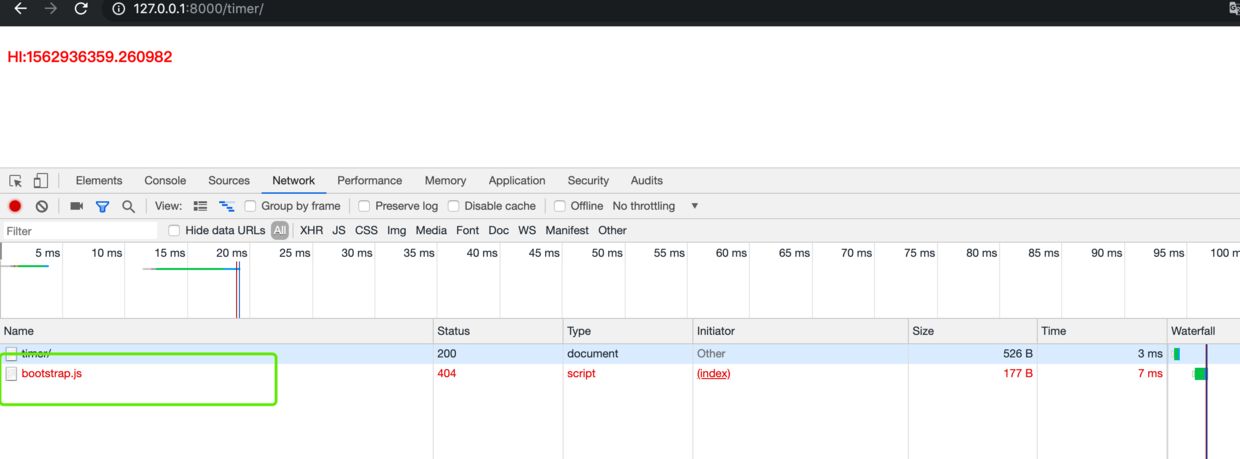 127.0.0.1:8000/timer/
HI:1562936359.260982
Elements Console Sources Network Performance Memory Application Security Audits
View: Group by frame Preserve log Disable cache Offline No throttling
Filter Hide data URLs All XHR JS CSS Img Media Font Doc WS Manifest Other
5 ms 10 ms 15 ms 20 ms 25 ms 30 ms 35 ms 40 ms 45 ms 50 ms 55 ms 60 ms 65 ms 70 ms 75 ms 80 ms 85 ms 90 ms 95 ms 100 m
Name Status Type Initiator Size Time Waterfall
timer/ 200 document Other 526 B 3 ms
bootstrap.js 404 script (index) 177 B 7 ms